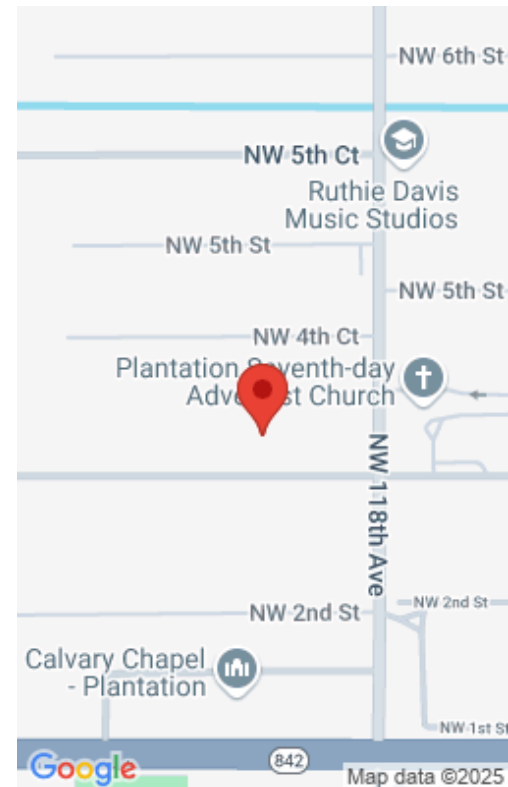 NW 6th St
NW 5th Ct
Ruthie Davis
Music Studios
NW 5th St
NW 5th St
NW 4th Ct
Plantation Seventh-day
Adventist Church
NW 118th Ave
NW 2nd St
NW 2nd St
Calvary Chapel
- Plantation
NW 1st St
842
Google
Map data ©2025